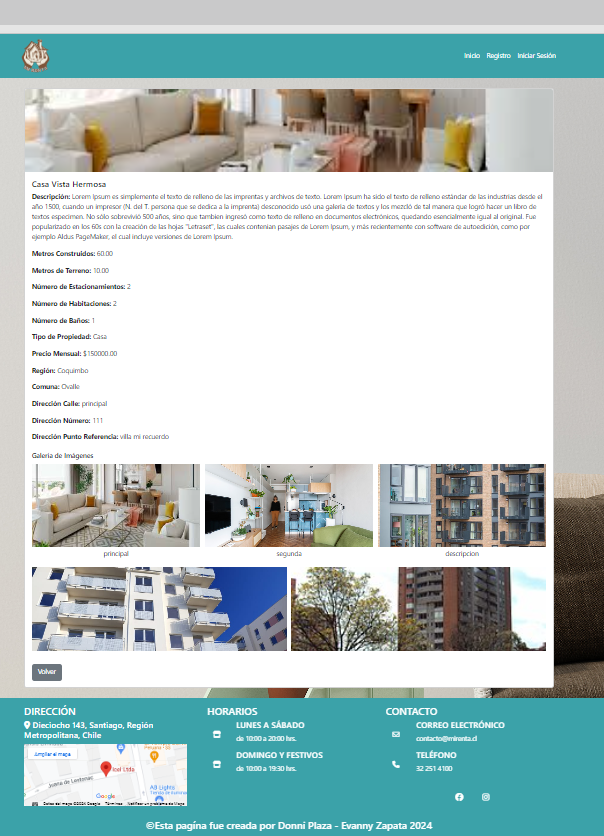 Inicio Registro Iniciar Sesión
Casa Vista Hermosa
Descripción: Lorem Ipsum es simplemente el texto de relleno de las imprentas y archivos de texto. Lorem Ipsum ha sido el texto de relleno estándar de las industrias desde el
año 1500, cuando un impresor (N. del T. persona que se dedica a la imprenta) desconocido usó una galería de textos y los mezcló de tal manera que logró hacer un libro de
textos especimen. No sólo sobrevivió 500 años, sino que tambien ingresó como texto de relleno en documentos electrónicos, quedando esencialmente igual al original. Fue
popularizado en los 60s con la creación de las hojas "Letraset", las cuales contenian pasajes de Lorem Ipsum, y más recientemente con software de autoedición, como por
ejemplo Aldus PageMaker, el cual incluye versiones de Lorem Ipsum.
Metros Construidos: 60.00
Metros de Terreno: 10.00
Número de Estacionamientos: 2
Número de Habitaciones: 2
Número de Baños: 1
Tipo de Propiedad: Casa
Precio Mensual: $150000.00
Región: Coquimbo
Comuna: Ovalle
Dirección Calle: principal
Dirección Número: 111
Dirección Punto Referencia: villa mi recuerdo
Galeria de Imágenes
principal
segunda
descripcion
Volver
DIRECCIÓN
Dieciocho 143, Santiago, Región
Metropolitana, Chile
Ampliar el mapa
Google
Datos del mapo ©2024 Google Términos Notificar un problema de Maps
HORARIOS
LUNES A SÁBADO
de 10:00 a 20:00 hrs.
DOMINGO Y FESTIVOS
de 10:00 a 19:30 hrs.
CONTACTO
CORREO ELECTRÓNICO
contacto@mirenta.cl
TELÉFONO
32 251 4100
©Esta pagína fue creada por Donni Plaza - Evanny Zapata 2024